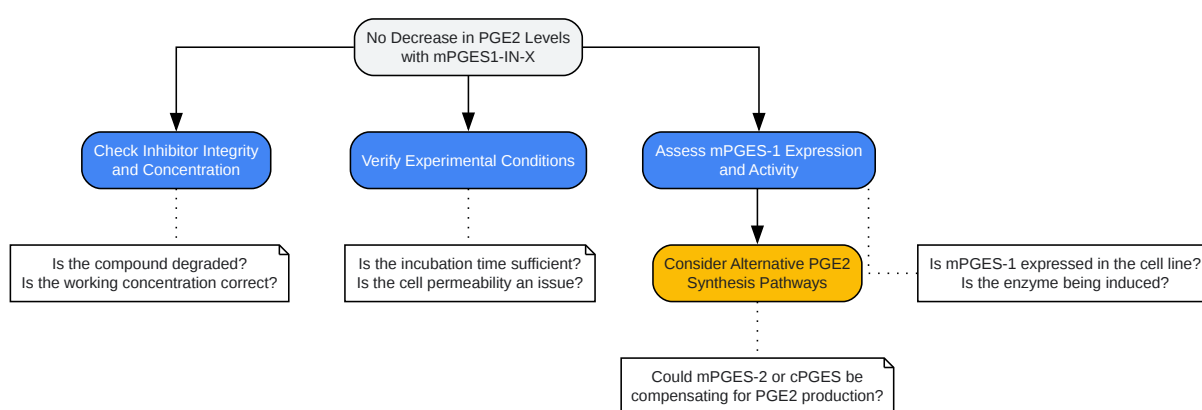 No Decrease in PGE2 Levels
with mPGES1-IN-X
Check Inhibitor Integrity
and Concentration
Verify Experimental Conditions
Assess mPGES-1 Expression
and Activity
Is the compound degraded?
Is the working concentration correct?
Is the incubation time sufficient?
Is the cell permeability an issue?
Consider Alternative PGE2
Synthesis Pathways
Is mPGES-1 expressed in the cell line?
Is the enzyme being induced?
Could mPGES-2 or cPGES be
compensating for PGE2 production?